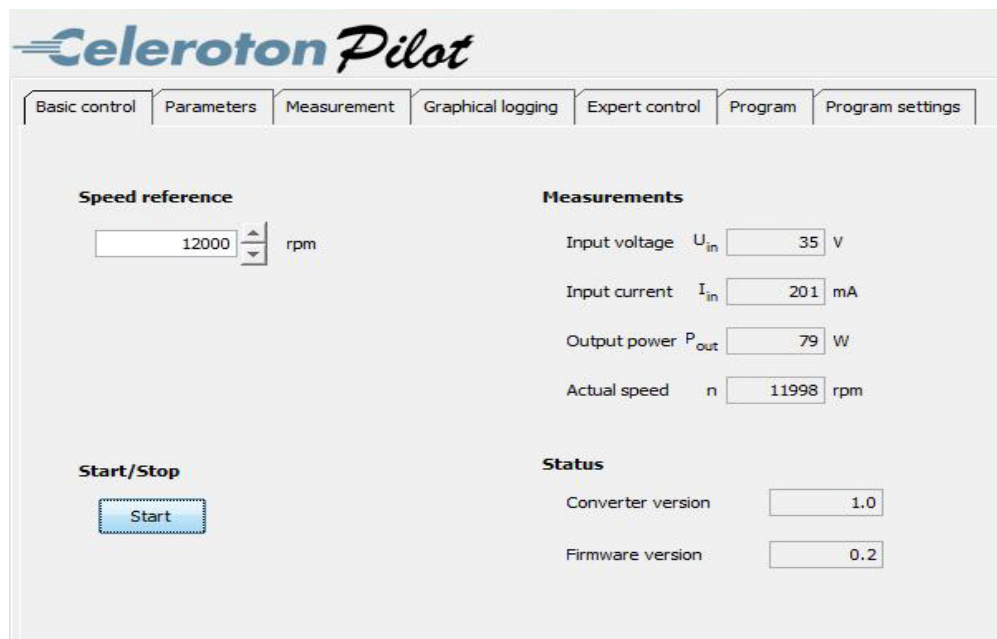 Celeroton Pilot
Basic control Parameters Measurement Graphical logging Expert control Program Program settings
Speed reference
12000 rpm
Measurements
Input voltage Uin 35 V
Input current Iin 201 mA
Output power Pout 79 W
Actual speed n 11998 rpm
Start/Stop
Start
Status
Converter version 1.0
Firmware version 0.2